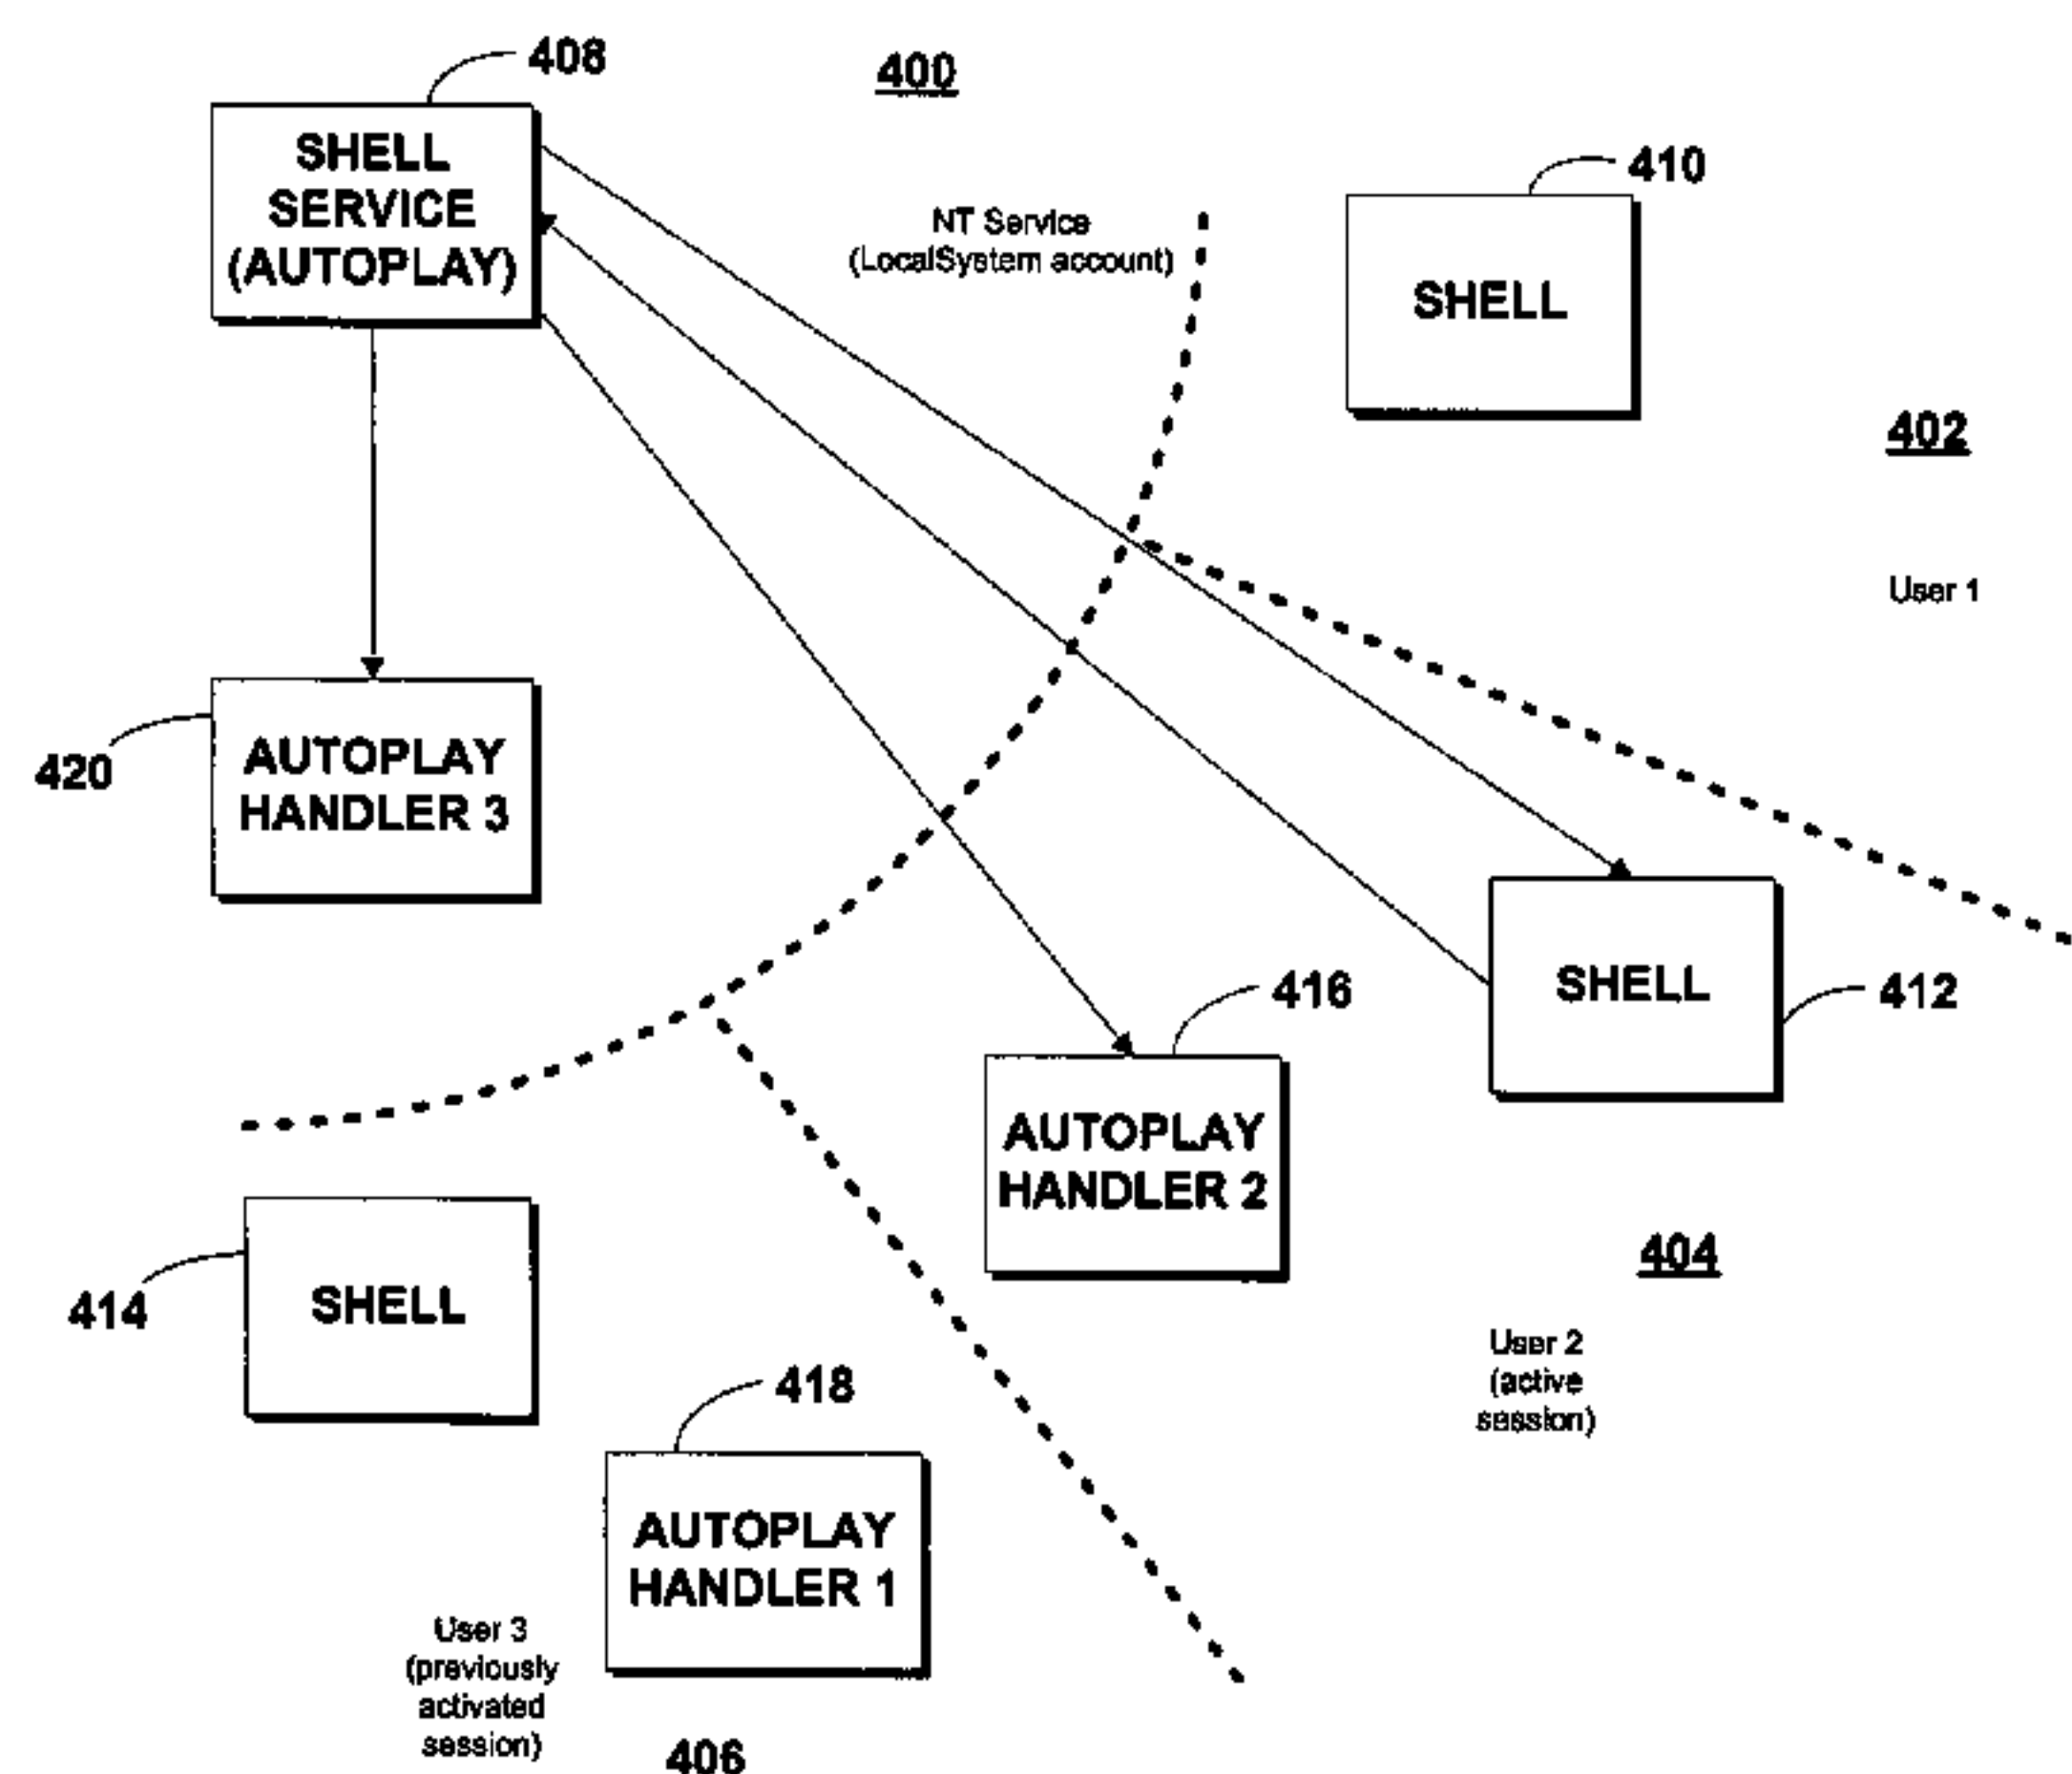 408
400
SHELL
SERVICE
(AUTOPLAY)
410
NT Service
(LocalSystem account)
SHELL
402
User 1
420
AUTOPLAY
HANDLER 3
416
SHELL
412
AUTOPLAY
HANDLER 2
404
414
SHELL
User 2
(active
session)
418
AUTOPLAY
HANDLER 1
User 3
(previously
activated
session)
406